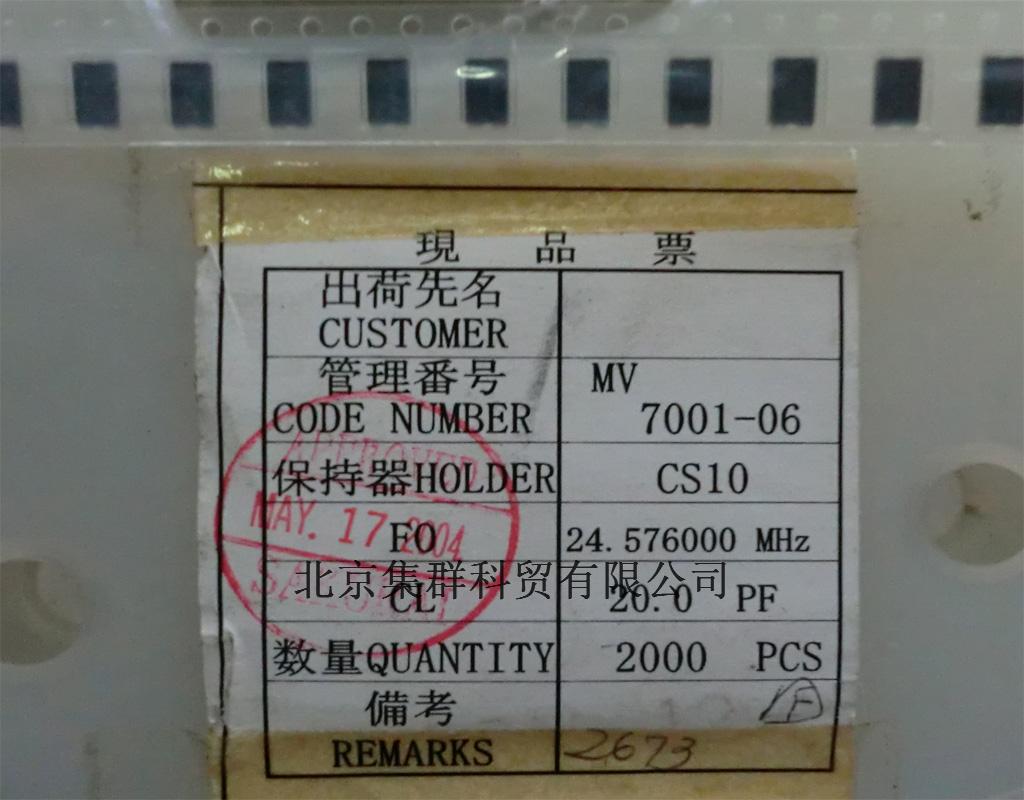 現品票
出荷先名
CUSTOMER
管理番号
CODE NUMBER
MV
7001-06
保持器HOLDER
CS10
APPROVED
MAY. 17 2004
FO
24.576000 MHz
北京集群科贸有限公司
CL
20.0 PF
数量QUANTITY
2000 PCS
備考
REMARKS
F
2673